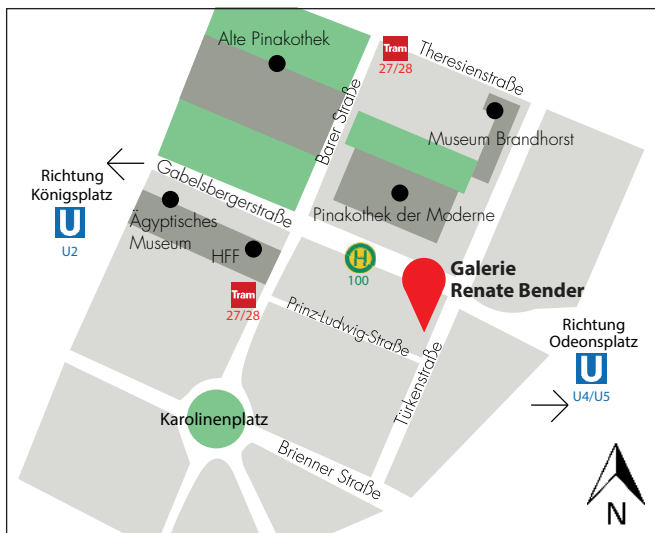 Alte Pinakothek
Tram
27/28
Theresienstraße
Barer Straße
Museum Brandhorst
Richtung
Königsplatz
U
U2
Gabelsbergerstraße
Pinakothek der Moderne
Ägyptisches
Museum
HFF
H
100
Galerie
Renate Bender
Tram
27/28
Prinz-Ludwig-Straße
Richtung
Odeonsplatz
U
U4/U5
Türkenstraße
Karolinenplatz
Brienner Straße
N